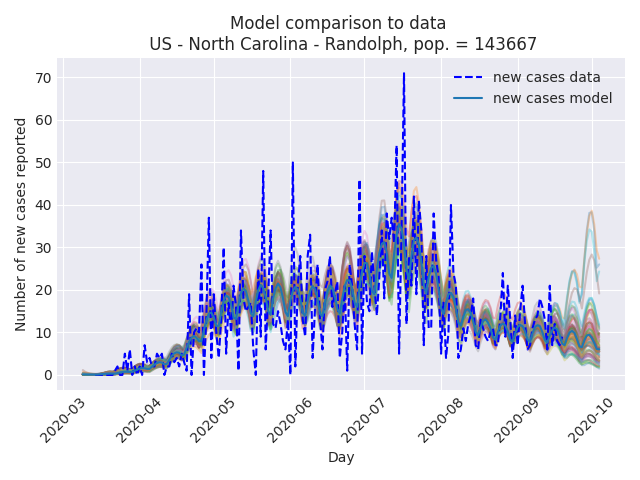 Model comparison to data
US - North Carolina - Randolph, pop. = 143667
new cases data
new cases model
Number of new cases reported
70
60
50
40
30
20
10
0
2020-03
2020-04
2020-05
2020-06
2020-07
2020-08
2020-09
2020-10
Day